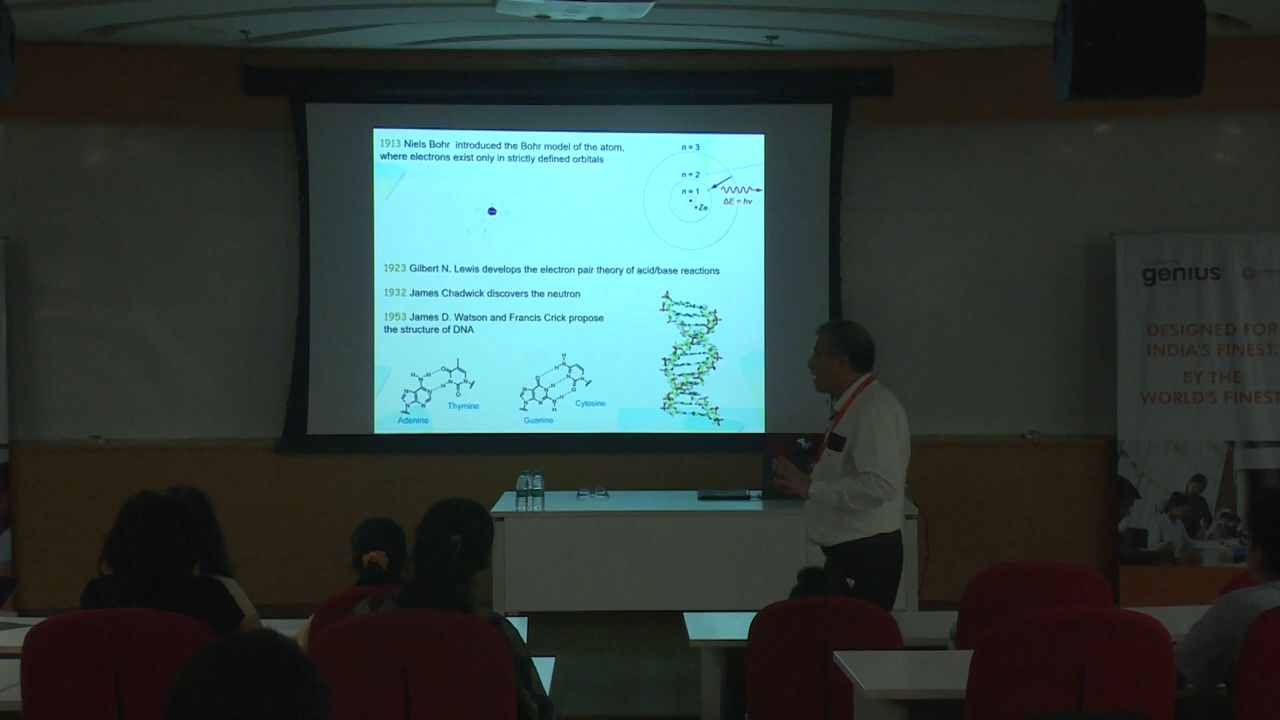 1913 Niels Bohr introduced the Bohr model of the atom,
where electrons exist only in strictly defined orbitals
n = 3
n = 2
n = 1
+Ze
ΔE = hν
1923 Gilbert N. Lewis develops the electron pair theory of acid/base reactions
1932 James Chadwick discovers the neutron
1953 James D. Watson and Francis Crick propose
the structure of DNA
Thymine
Adenine
Cytosine
Guanine
genius
DESIGNED FOR
INDIA'S FINEST.
BY THE
WORLD'S FINEST